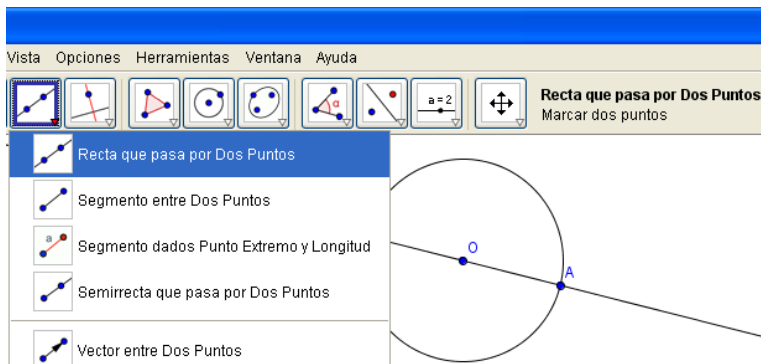 Vista Opciones Herramientas Ventana Ayuda
α
a = 2
Recta que pasa por Dos Puntos
Marcar dos puntos
Recta que pasa por Dos Puntos
Segmento entre Dos Puntos
a
Segmento dados Punto Extremo y Longitud
Semirrecta que pasa por Dos Puntos
Vector entre Dos Puntos
O
A